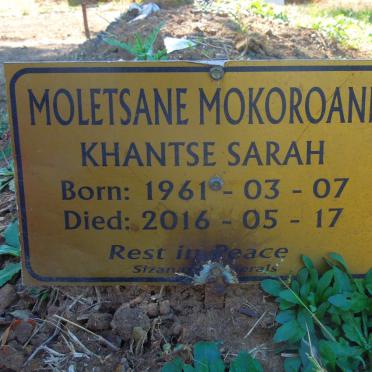 MOLETSANE MOKOROANE
KHANTSE SARAH
Born: 1961 - 03 - 07
Died: 2016 - 05 - 17
Rest in Peace